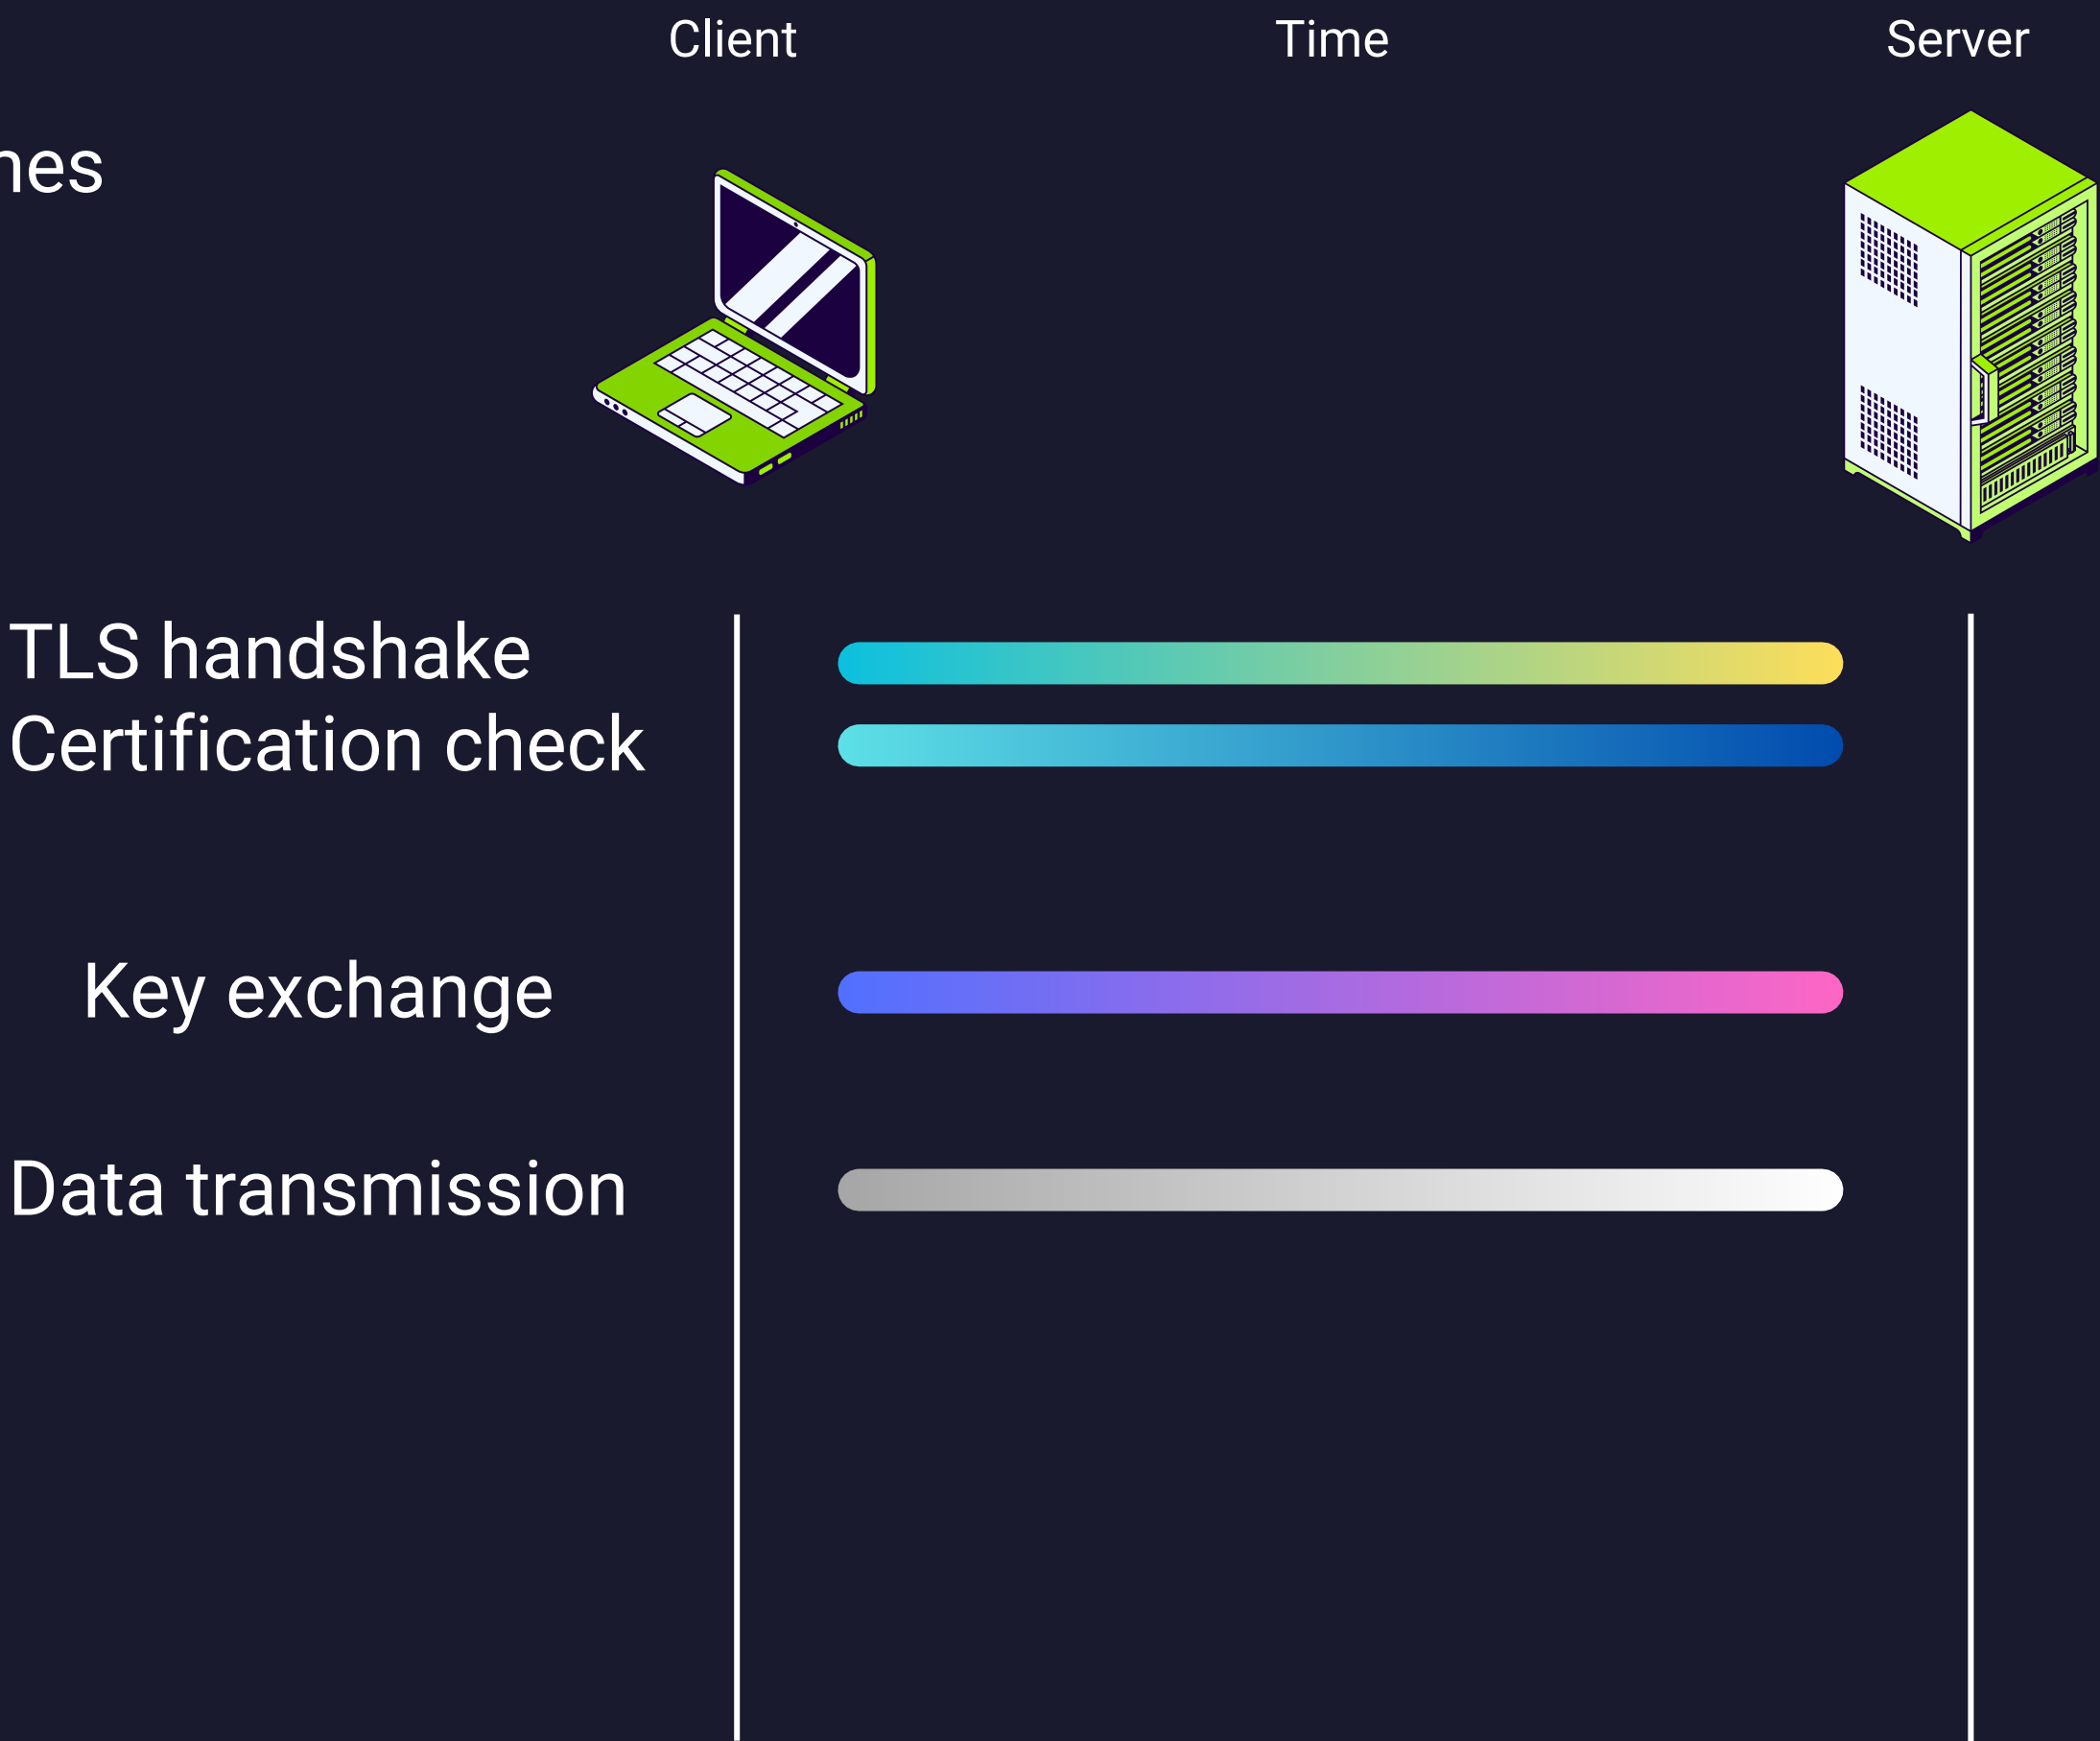 Client Time Server
TLS handshake
Certification check
Key exchange
Data transmission